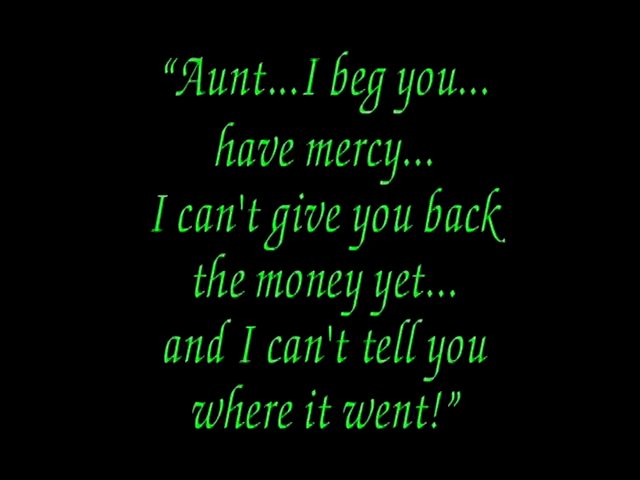 “Aunt...I beg you...
have mercy...
I can't give you back
the money yet...
and I can't tell you
where it went!”